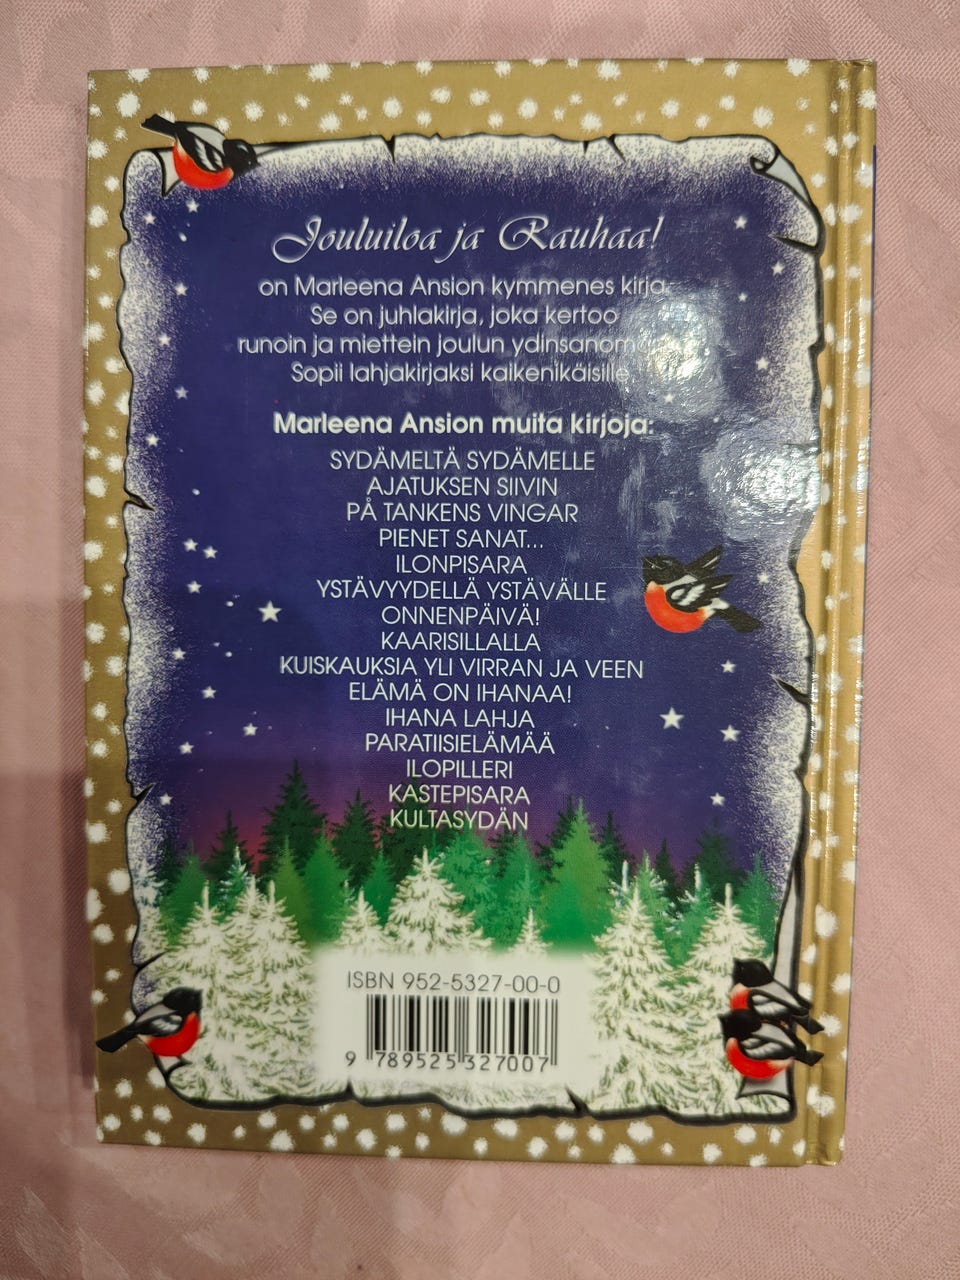 Jouluiloa ja Rauhaa!
on Marleena Ansion kymmenes kirja.
Se on juhlakirja, joka kertoo
runoin ja miettein joulun
Sopii lahjakirjaksi kaikenikäisille
Marleena Ansion muita kirjoja:
SYDÄMELTÄ SYDÄMELLE
AJATUKSEN SIIVIN
PÅ TANKENS VINGAR
PIENET SANAT...
ILONPISARA
YSTÄVYYDELLÄ YSTÄVÄLLE
ONNENPÄIVÄ!
KAARISILLALLA
KUISKAUKSIA YLI VIRRAN JA VEEN
ELÄMÄ ON IHANAA!
IHANA LAHJA
PARATIISIELÄMÄÄ
ILOPILLERI
KASTEPISARA
KULTASYDÄN
ISBN 952-5327-00-0
9 789525 327007